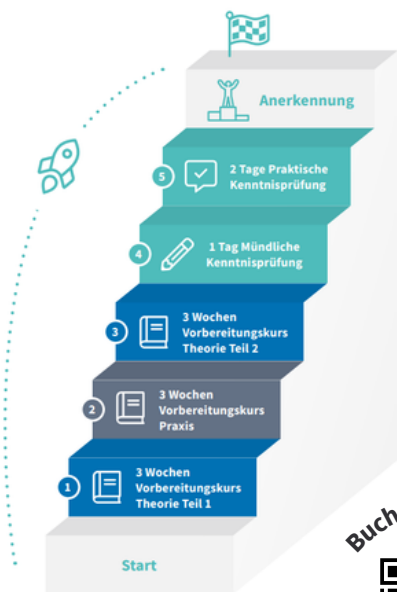 Anerkennung
5
2 Tage Praktische
Kenntnisprüfung
4
1 Tag Mündliche
Kenntnisprüfung
3
3 Wochen
Vorbereitungskurs
Theorie Teil 2
2
3 Wochen
Vorbereitungskurs
Praxis
1
3 Wochen
Vorbereitungskurs
Theorie Teil 1
Start
Buch